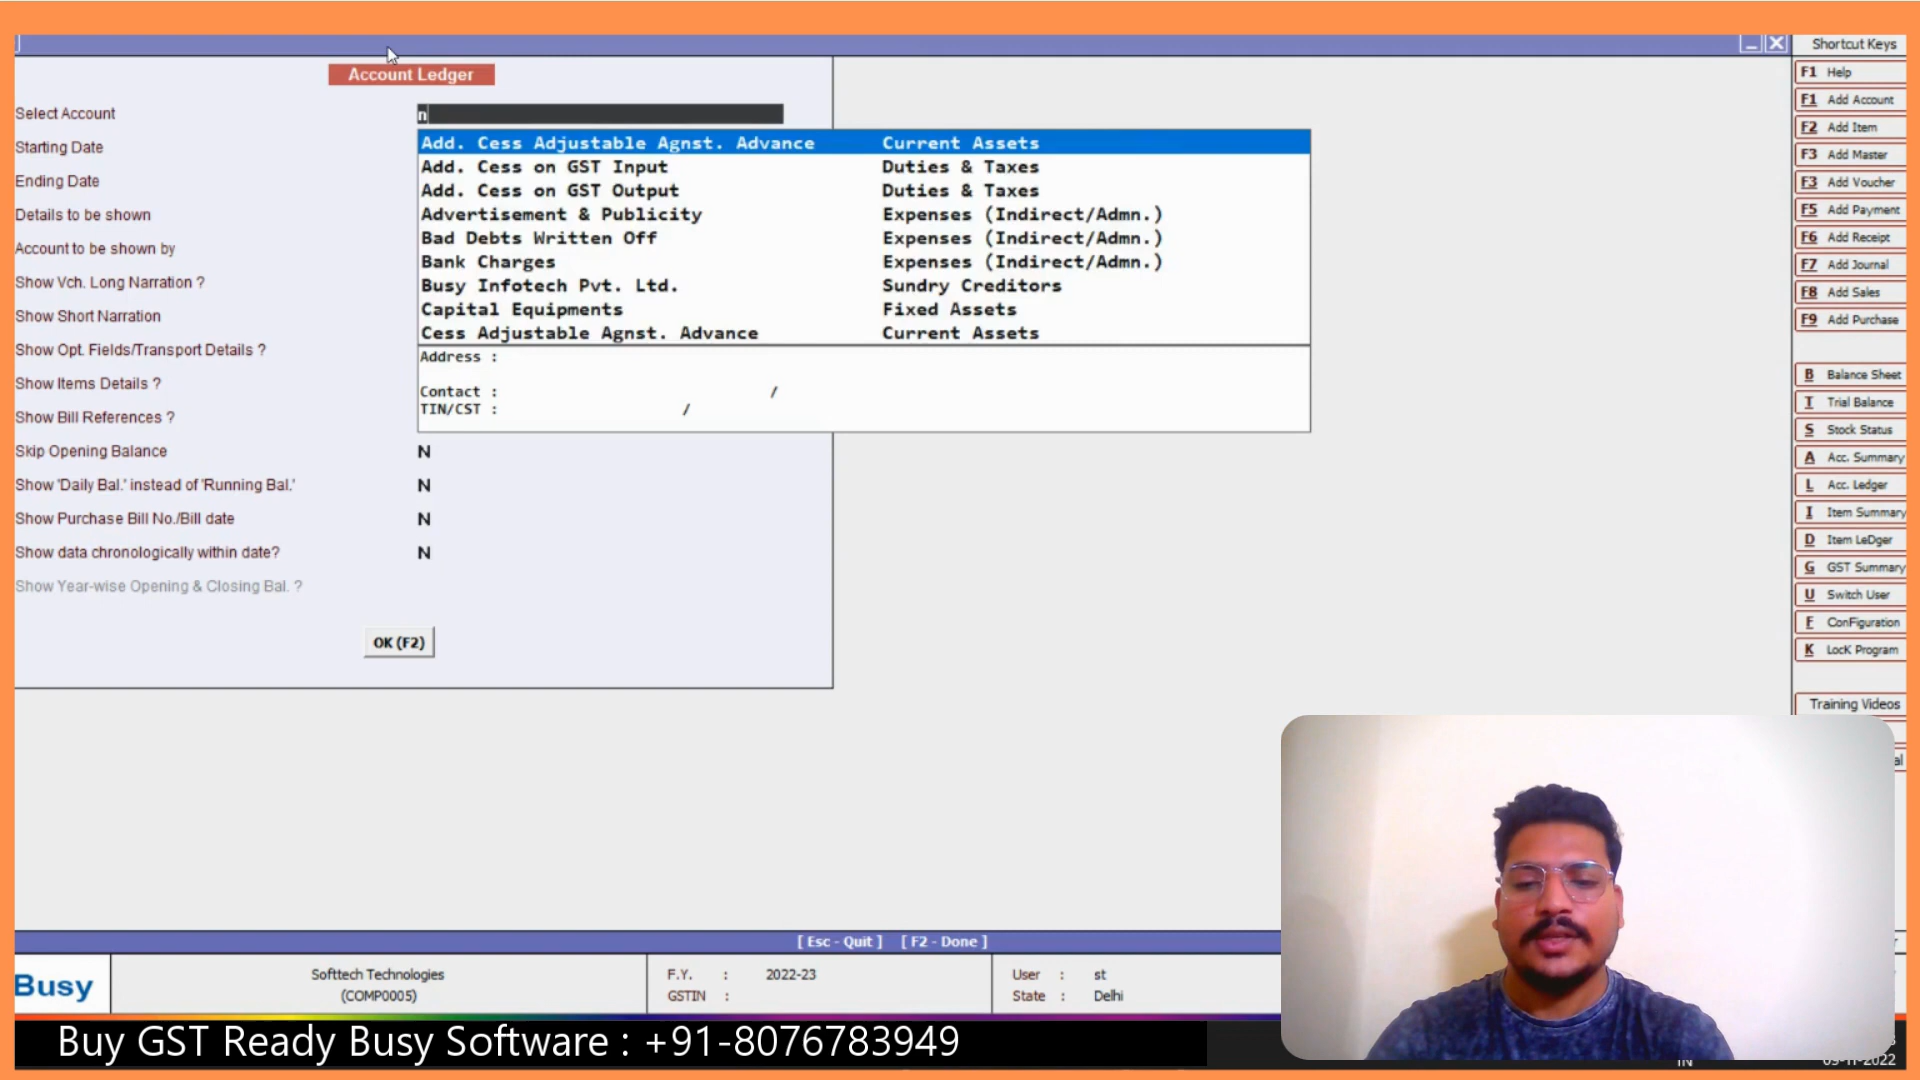 Shortcut Keys
Account Ledger
F1 Help
Select Account n
F1 Add Account
Starting Date
F2 Add Item
Ending Date
F3 Add Master
Details to be shown
F3 Add Voucher
Account to be shown by
F5 Add Payment
Show Vch. Long Narration ?
F6 Add Receipt
Show Short Narration
F7 Add Journal
Show Opt. Fields/Transport Details ?
F8 Add Sales
Show Items Details ?
F9 Add Purchase
Show Bill References ?
Add. Cess Adjustable Agnst. Advance Current Assets
Add. Cess on GST Input Duties & Taxes
Add. Cess on GST Output Duties & Taxes
Advertisement & Publicity Expenses (Indirect/Admn.)
Bad Debts Written Off Expenses (Indirect/Admn.)
Bank Charges Expenses (Indirect/Admn.)
Busy Infotech Pvt. Ltd. Sundry Creditors
Capital Equipments Fixed Assets
Cess Adjustable Agnst. Advance Current Assets
Address :
Contact : /
TIN/CST : /
Skip Opening Balance N
Show 'Daily Bal.' instead of 'Running Bal.' N
Show Purchase Bill No./Bill date N
Show data chronologically within date? N
Show Year-wise Opening & Closing Bal. ?
OK (F2)
B Balance Sheet
T Trial Balance
S Stock Status
A Acc. Summary
L Acc. Ledger
I Item Summary
D Item LeDger
G GST Summary
U Switch User
F ConFiguration
K LocK Program
Training Videos
[ Esc - Quit ] [ F2 - Done ]
Busy
Softtech Technologies
(COMP0005)
F.Y. : 2022-23
GSTIN :
User : st
State : Delhi
Buy GST Ready Busy Software : +91-8076783949